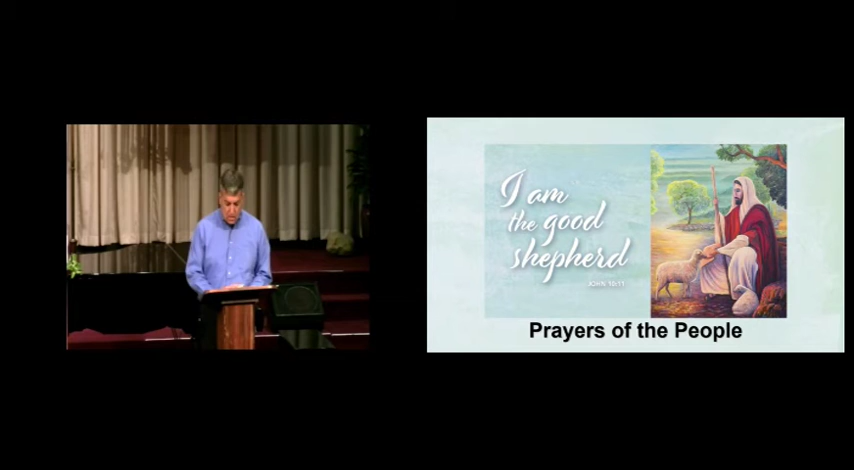 I am
the good
shepherd
JOHN 10:11
Prayers of the People